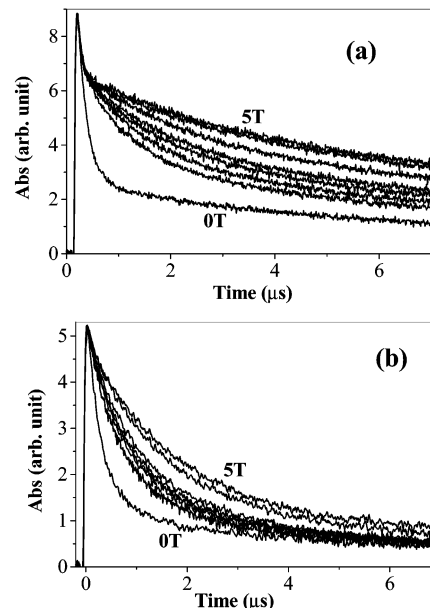 (a)
8
6
4
2
0
Abs (arb. unit)
5T
0T
0 2 4 6
Time (μs)
(b)
5
4
3
2
1
0
Abs (arb. unit)
5T
0T
0 2 4 6
Time (μs)